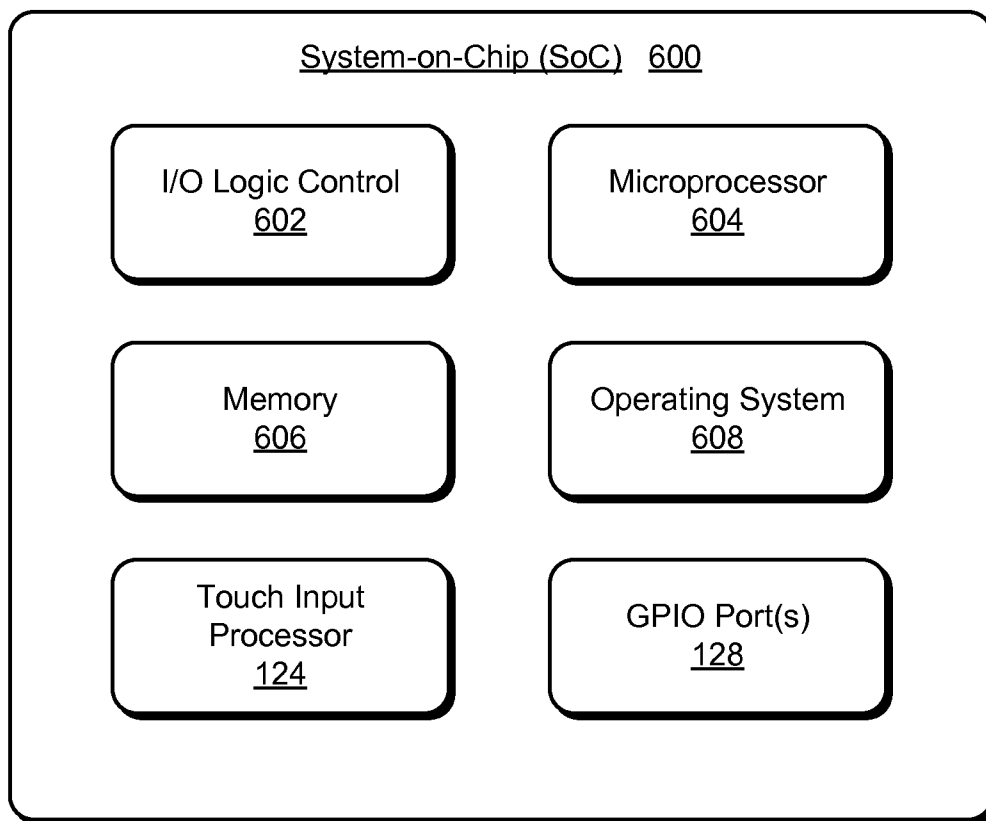 System-on-Chip (SoC) 600
I/O Logic Control
602
Microprocessor
604
Memory
606
Operating System
608
Touch Input
Processor
124
GPIO Port(s)
128